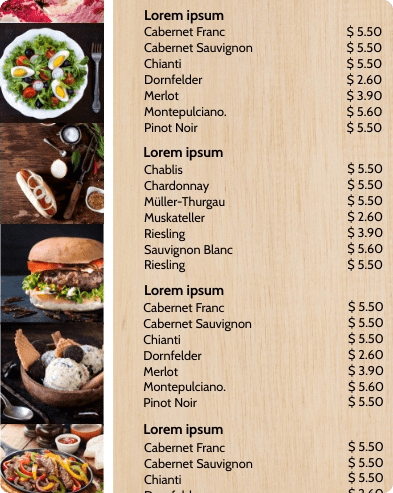 Lorem ipsum
Cabernet Franc $ 5.50
Cabernet Sauvignon $ 5.50
Chianti $ 5.50
Dornfelder $ 2.60
Merlot $ 3.90
Montepulciano. $ 5.60
Pinot Noir $ 5.50
Lorem ipsum
Chablis $ 5.50
Chardonnay $ 5.50
Müller-Thurgau $ 5.50
Muskateller $ 2.60
Riesling $ 3.90
Sauvignon Blanc $ 5.60
Riesling $ 5.50
Lorem ipsum
Cabernet Franc $ 5.50
Cabernet Sauvignon $ 5.50
Chianti $ 5.50
Dornfelder $ 2.60
Merlot $ 3.90
Montepulciano. $ 5.60
Pinot Noir $ 5.50
Lorem ipsum
Cabernet Franc $ 5.50
Cabernet Sauvignon $ 5.50
Chianti $ 5.50